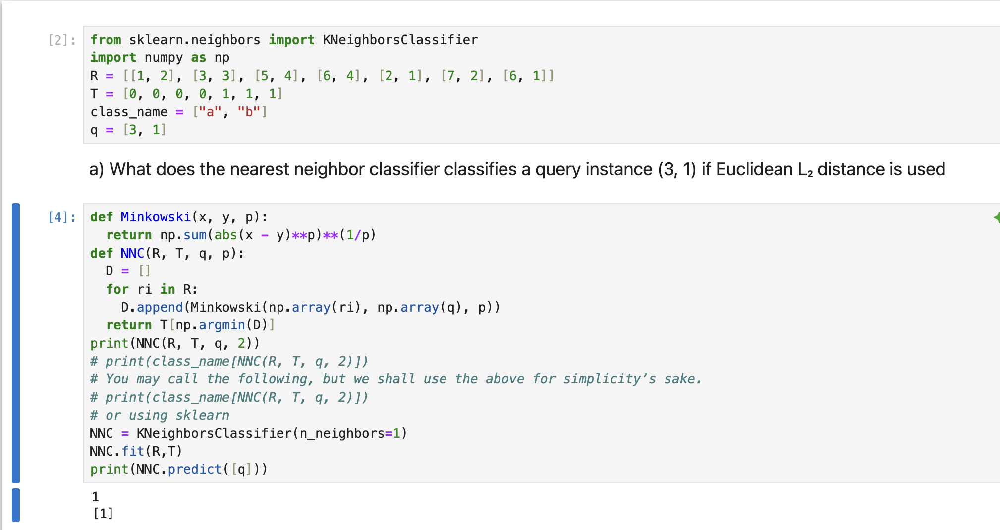 [2]:
from sklearn.neighbors import KNeighborsClassifier
import numpy as np
R = [[1, 2], [3, 3], [5, 4], [6, 4], [2, 1], [7, 2], [6, 1]]
T = [0, 0, 0, 0, 1, 1, 1]
class_name = ["a", "b"]
q = [3, 1]
a) What does the nearest neighbor classifier classifies a query instance (3, 1) if Euclidean L₂ distance is used
[4]:
def Minkowski(x, y, p):
  return np.sum(abs(x - y)**p)**(1/p)
def NNC(R, T, q, p):
  D = []
  for ri in R:
    D.append(Minkowski(np.array(ri), np.array(q), p))
  return T[np.argmin(D)]
print(NNC(R, T, q, 2))
# print(class_name[NNC(R, T, q, 2)])
# You may call the following, but we shall use the above for simplicity’s sake.
# print(class_name[NNC(R, T, q, 2)])
# or using sklearn
NNC = KNeighborsClassifier(n_neighbors=1)
NNC.fit(R,T)
print(NNC.predict([q]))
1
[1]